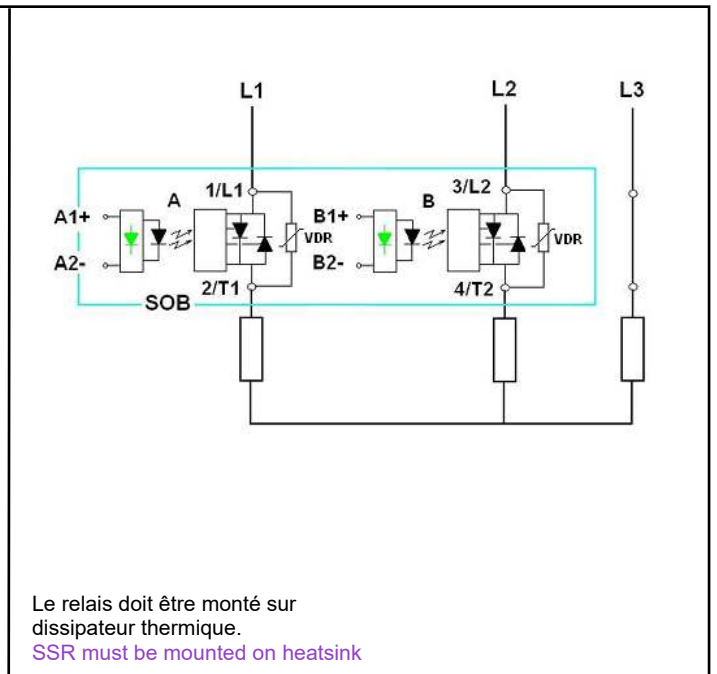 L1 L2 L3
1/L1 3/L2
A B
A1+ B1+
VDR VDR
A2- B2-
2/T1 4/T2
SOB
Le relais doit être monté sur
dissipateur thermique.
SSR must be mounted on heatsink